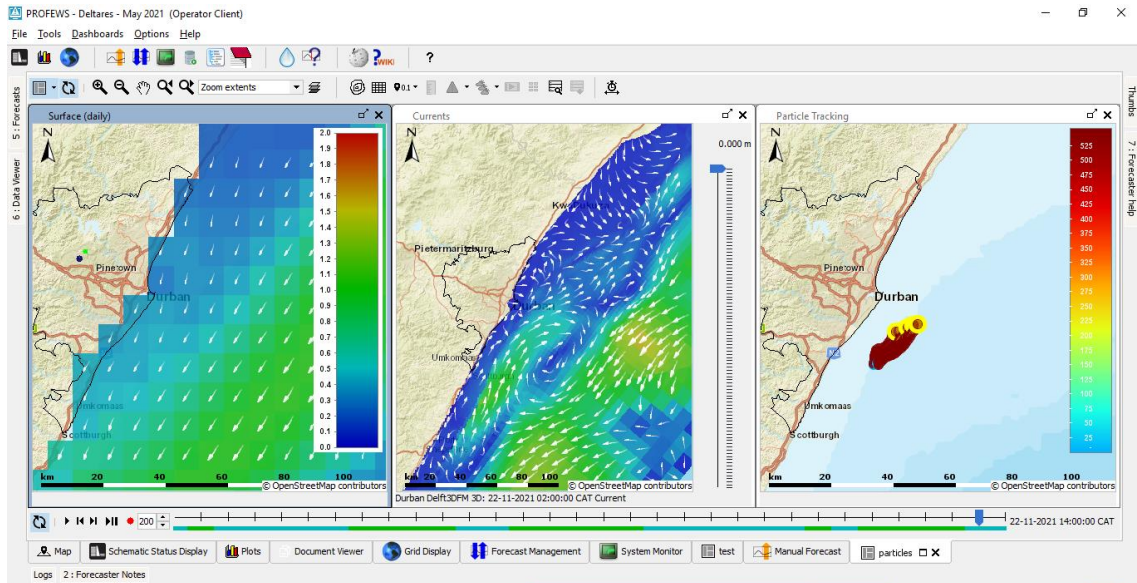 PROFEWS - Deltares - May 2021 (Operator Client)
File Tools Dashboards Options Help
WIKI ?
Zoom extents
0.1
5 : Forecasts
6 : Data Viewer
Thumbs
7 : Forecaster help
Surface (daily)
N
Pinetown
Durban
Umkomaas
Scottburgh
2.0
1.9
1.8
1.7
1.6
1.5
1.4
1.3
1.2
1.1
1.0
0.9
0.8
0.7
0.6
0.5
0.4
0.3
0.2
0.1
0.0
km 20 40 60 80 100
© OpenStreetMap contributors
Currents
N
0.000 m
Pietermaritzburg
km 20 40 60 80 100
© OpenStreetMap contributors
Durban Delft3DFM 3D: 22-11-2021 02:00:00 CAT Current
Particle Tracking
N
Pinetown
Durban
Umkomaas
Scottburgh
525
500
475
450
425
400
375
350
325
300
275
250
225
200
175
150
125
100
75
50
25
km 20 40 60 80 100
© OpenStreetMap contributors
200
22-11-2021 14:00:00 CAT
Map Schematic Status Display Plots Document Viewer Grid Display Forecast Management System Monitor test Manual Forecast particles
Logs 2 : Forecaster Notes